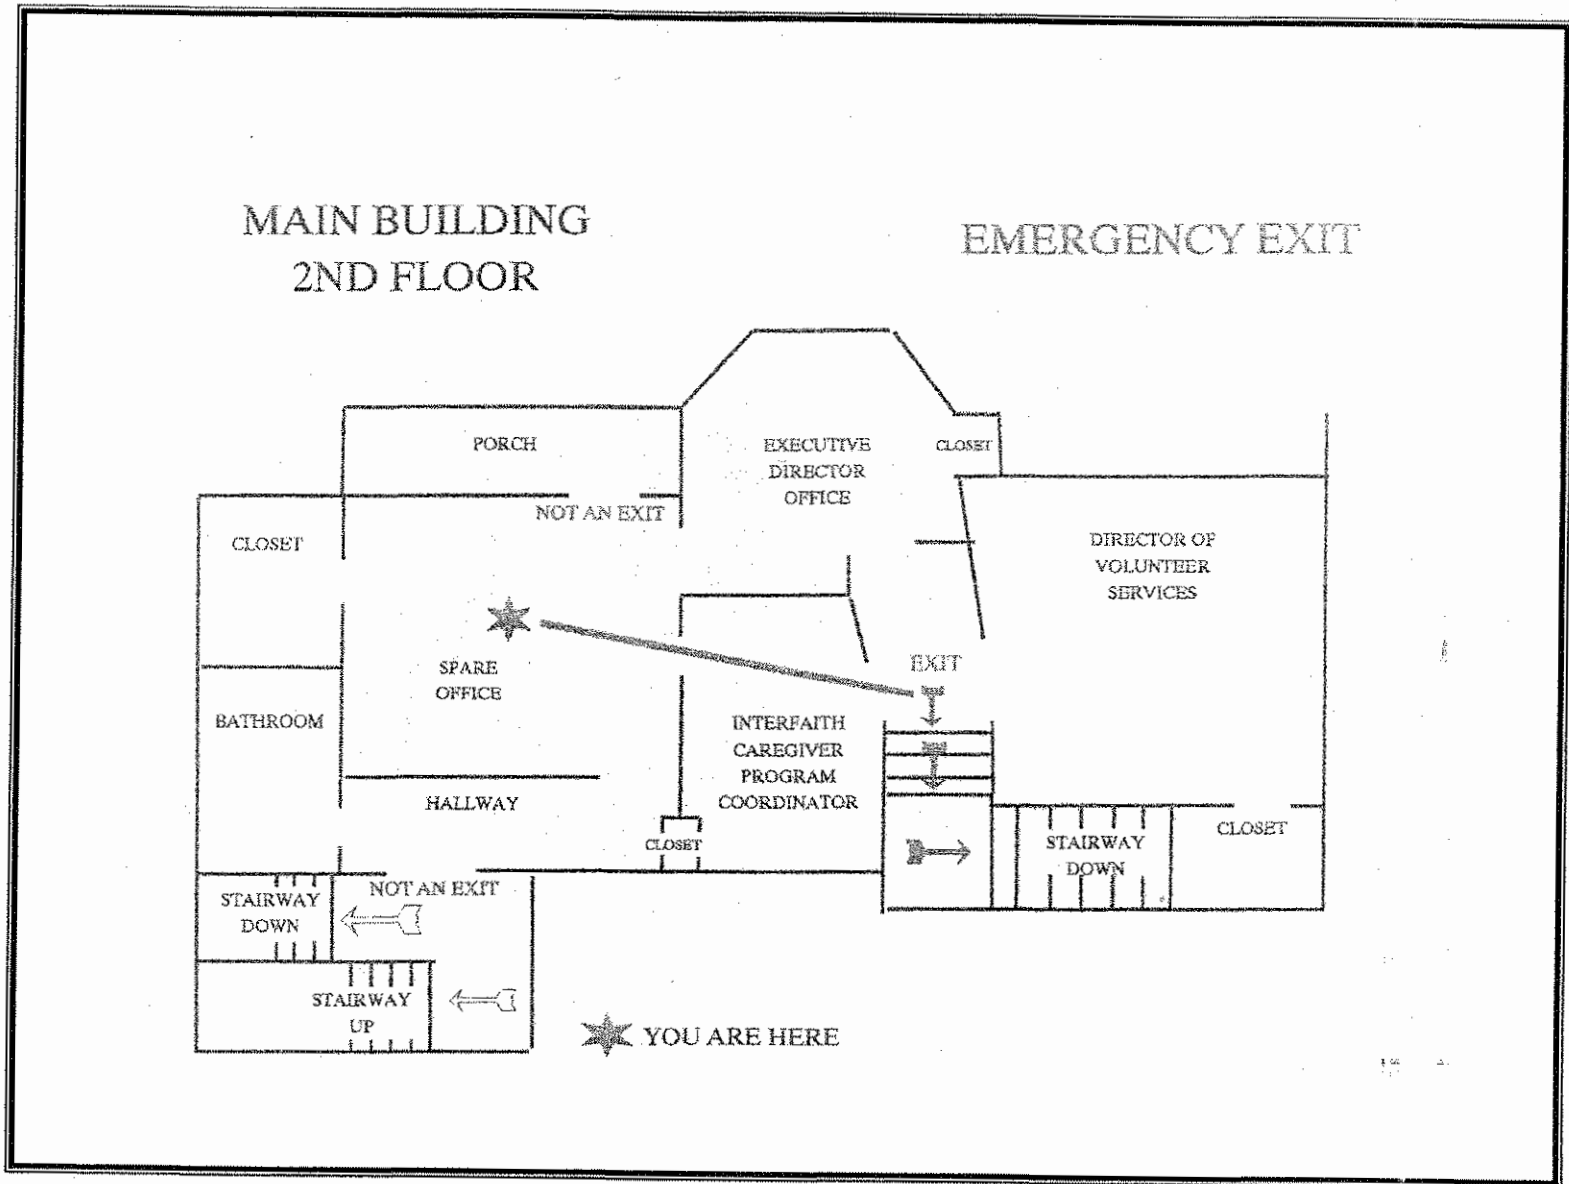 MAIN BUILDING
2ND FLOOR
EMERGENCY EXIT
PORCH
EXECUTIVE
DIRECTOR
OFFICE
CLOSET
NOT AN EXIT
CLOSET
DIRECTOR OF
VOLUNTEER
SERVICES
SPARE
OFFICE
EXIT
BATHROOM
INTERFAITH
CAREGIVER
PROGRAM
COORDINATOR
HALLWAY
CLOSET
STAIRWAY
DOWN
CLOSET
NOT AN EXIT
STAIRWAY
DOWN
STAIRWAY
UP
YOU ARE HERE